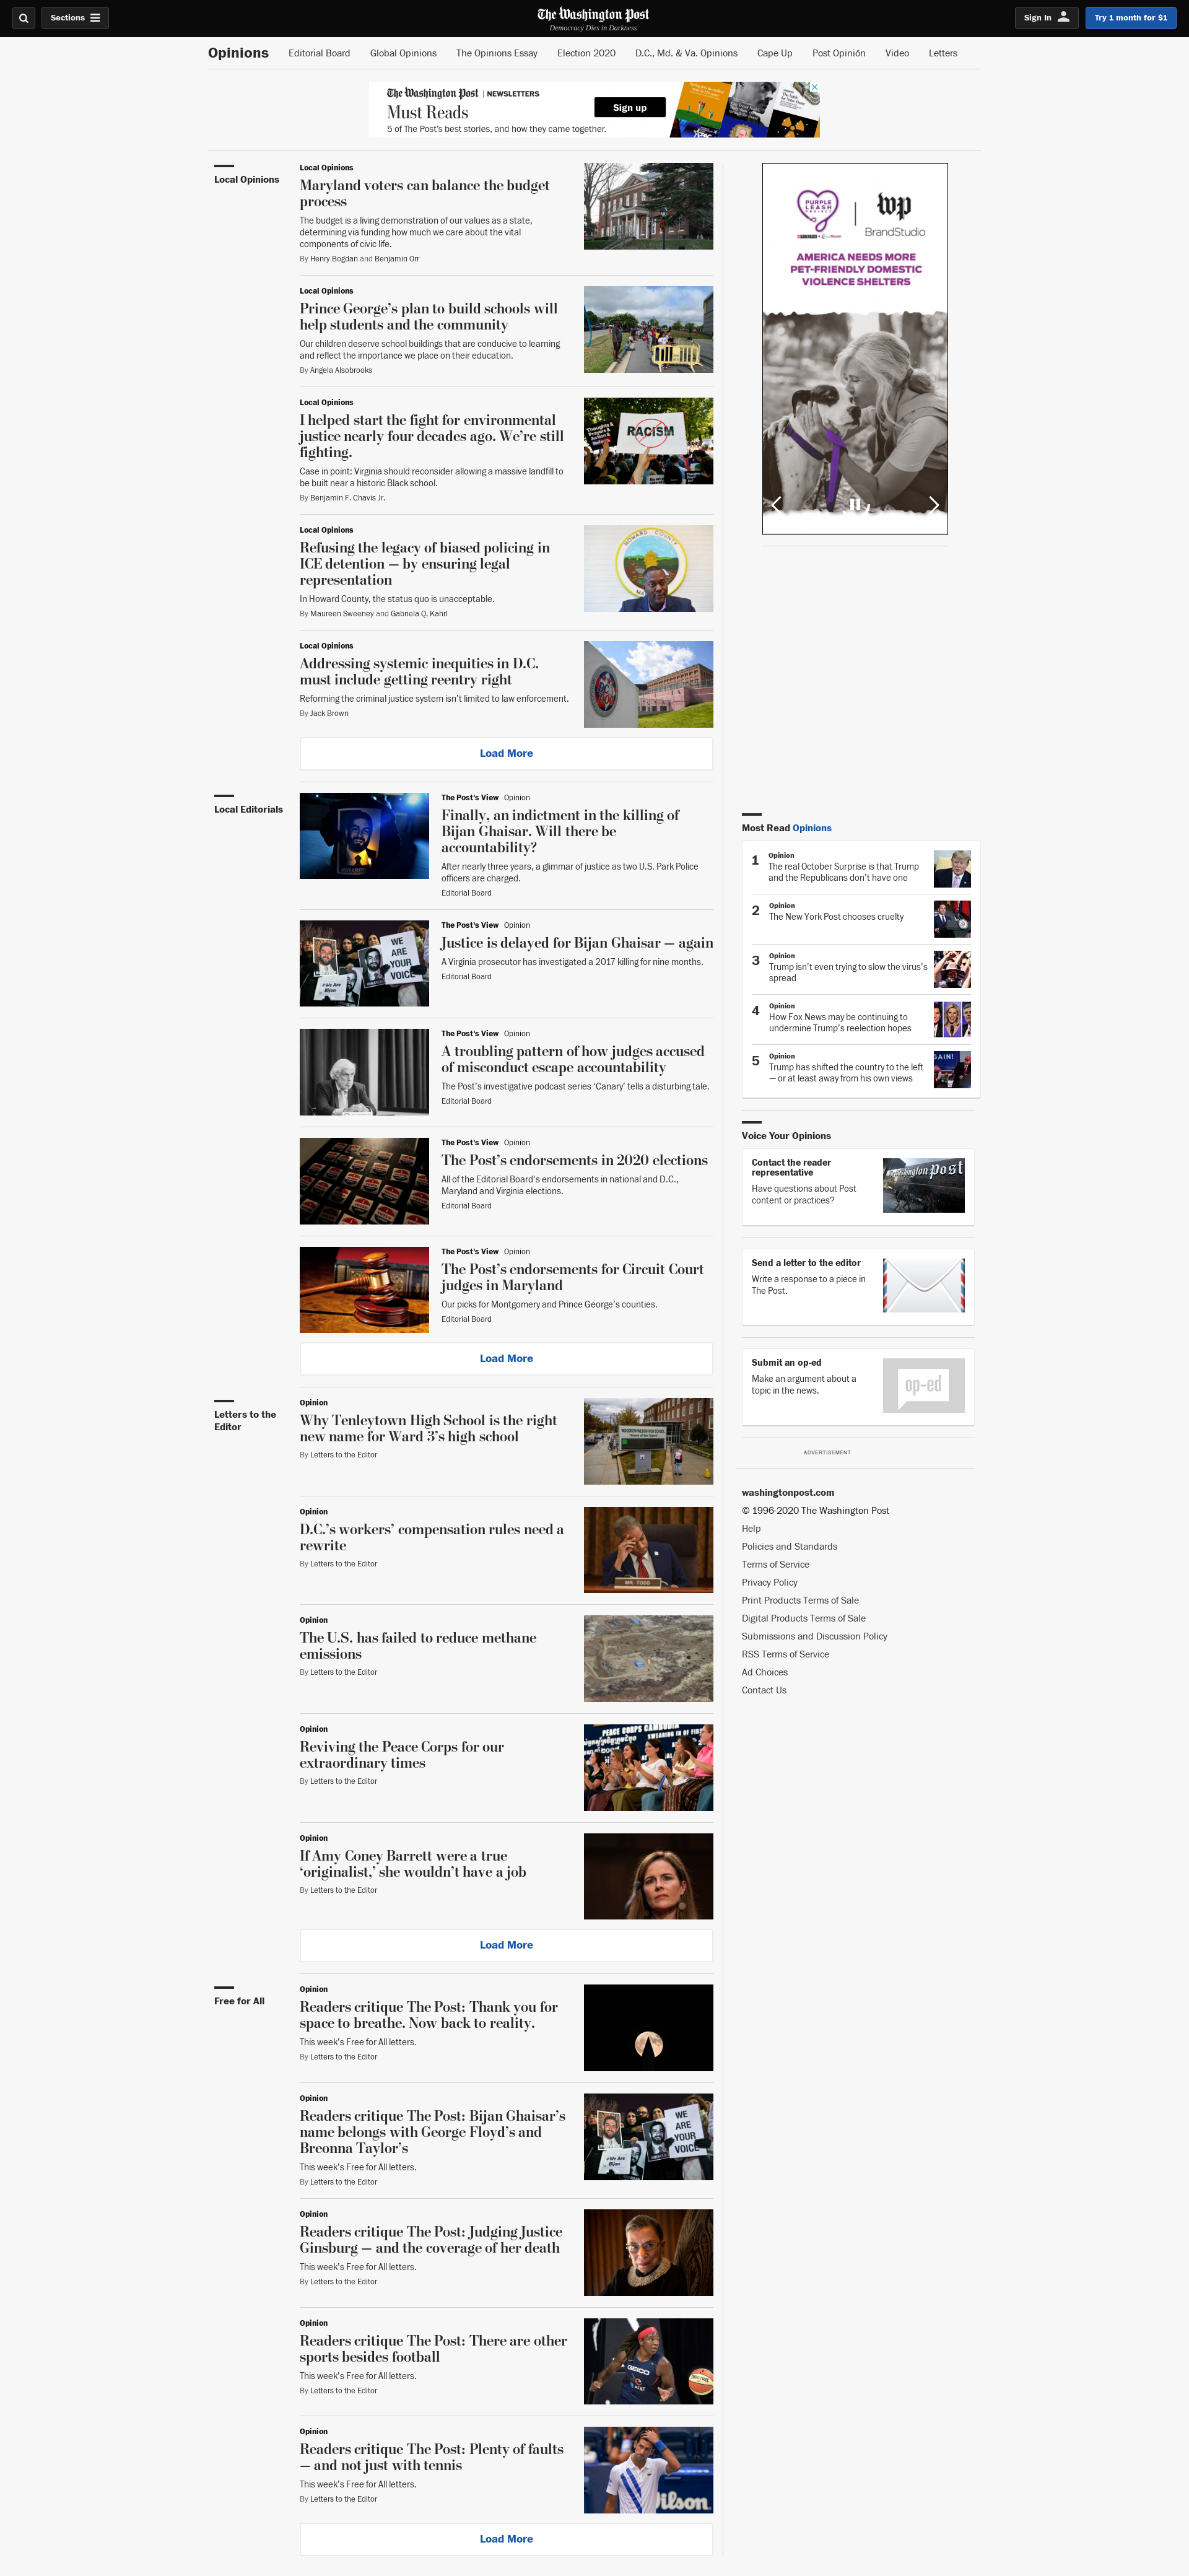 Sections
The Washington Post
Democracy Dies in Darkness
Sign In
Try 1 month for $1
Opinions
Editorial Board
Global Opinions
The Opinions Essay
Election 2020
D.C., Md. & Va. Opinions
Cape Up
Post Opinión
Video
Letters
The Washington Post | NEWSLETTERS
Must Reads
5 of The Post's best stories, and how they came together.
Sign up
Local Opinions
Local Opinions
Maryland voters can balance the budget
process
The budget is a living demonstration of our values as a state,
determining via funding how much we care about the vital
components of civic life.
By Henry Bogdan and Benjamin Orr
Local Opinions
Prince George’s plan to build schools will
help students and the community
Our children deserve school buildings that are conducive to learning
and reflect the importance we place on their education.
By Angela Alsobrooks
Local Opinions
I helped start the fight for environmental
justice nearly four decades ago. We’re still
fighting.
Case in point: Virginia should reconsider allowing a massive landfill to
be built near a historic Black school.
By Benjamin F. Chavis Jr.
RACISM
Local Opinions
Refusing the legacy of biased policing in
ICE detention — by ensuring legal
representation
In Howard County, the status quo is unacceptable.
By Maureen Sweeney and Gabriela Q. Kahrl
HOWARD COUNTY
Local Opinions
Addressing systemic inequities in D.C.
must include getting reentry right
Reforming the criminal justice system isn’t limited to law enforcement.
By Jack Brown
Load More
PURPLE
LEASH
PROJECT
wp
BrandStudio
AMERICA NEEDS MORE
PET-FRIENDLY DOMESTIC
VIOLENCE SHELTERS
Local Editorials
The Post's View Opinion
Finally, an indictment in the killing of
Bijan Ghaisar. Will there be
accountability?
After nearly three years, a glimmar of justice as two U.S. Park Police
officers are charged.
Editorial Board
The Post's View Opinion
Justice is delayed for Bijan Ghaisar — again
A Virginia prosecutor has investigated a 2017 killing for nine months.
Editorial Board
WE
ARE
YOUR
VOICE
The Post's View Opinion
A troubling pattern of how judges accused
of misconduct escape accountability
The Post’s investigative podcast series ‘Canary’ tells a disturbing tale.
Editorial Board
The Post's View Opinion
The Post’s endorsements in 2020 elections
All of the Editorial Board's endorsements in national and D.C.,
Maryland and Virginia elections.
Editorial Board
The Post's View Opinion
The Post’s endorsements for Circuit Court
judges in Maryland
Our picks for Montgomery and Prince George’s counties.
Editorial Board
Load More
Most Read Opinions
1
Opinion
The real October Surprise is that Trump
and the Republicans don’t have one
2
Opinion
The New York Post chooses cruelty
3
Opinion
Trump isn’t even trying to slow the virus’s
spread
4
Opinion
How Fox News may be continuing to
undermine Trump’s reelection hopes
5
Opinion
Trump has shifted the country to the left
— or at least away from his own views
AGAIN!
Voice Your Opinions
Contact the reader
representative
Have questions about Post
content or practices?
Washington Post
Send a letter to the editor
Write a response to a piece in
The Post.
Submit an op-ed
Make an argument about a
topic in the news.
op-ed
ADVERTISEMENT
washingtonpost.com
© 1996-2020 The Washington Post
Help
Policies and Standards
Terms of Service
Privacy Policy
Print Products Terms of Sale
Digital Products Terms of Sale
Submissions and Discussion Policy
RSS Terms of Service
Ad Choices
Contact Us
Letters to the
Editor
Opinion
Why Tenleytown High School is the right
new name for Ward 3’s high school
By Letters to the Editor
Opinion
D.C.’s workers’ compensation rules need a
rewrite
By Letters to the Editor
MR. TODD
Opinion
The U.S. has failed to reduce methane
emissions
By Letters to the Editor
Opinion
Reviving the Peace Corps for our
extraordinary times
By Letters to the Editor
PEACE CORPS CAMBODIA
Opinion
If Amy Coney Barrett were a true
‘originalist,’ she wouldn’t have a job
By Letters to the Editor
Load More
Free for All
Opinion
Readers critique The Post: Thank you for
space to breathe. Now back to reality.
This week's Free for All letters.
By Letters to the Editor
Opinion
Readers critique The Post: Bijan Ghaisar’s
name belongs with George Floyd’s and
Breonna Taylor’s
This week's Free for All letters.
By Letters to the Editor
WE
ARE
YOUR
VOICE
Opinion
Readers critique The Post: Judging Justice
Ginsburg — and the coverage of her death
This week's Free for All letters.
By Letters to the Editor
Opinion
Readers critique The Post: There are other
sports besides football
This week's Free for All letters.
By Letters to the Editor
GEICO
Opinion
Readers critique The Post: Plenty of faults
— and not just with tennis
This week's Free for All letters.
By Letters to the Editor
Wilson
Load More